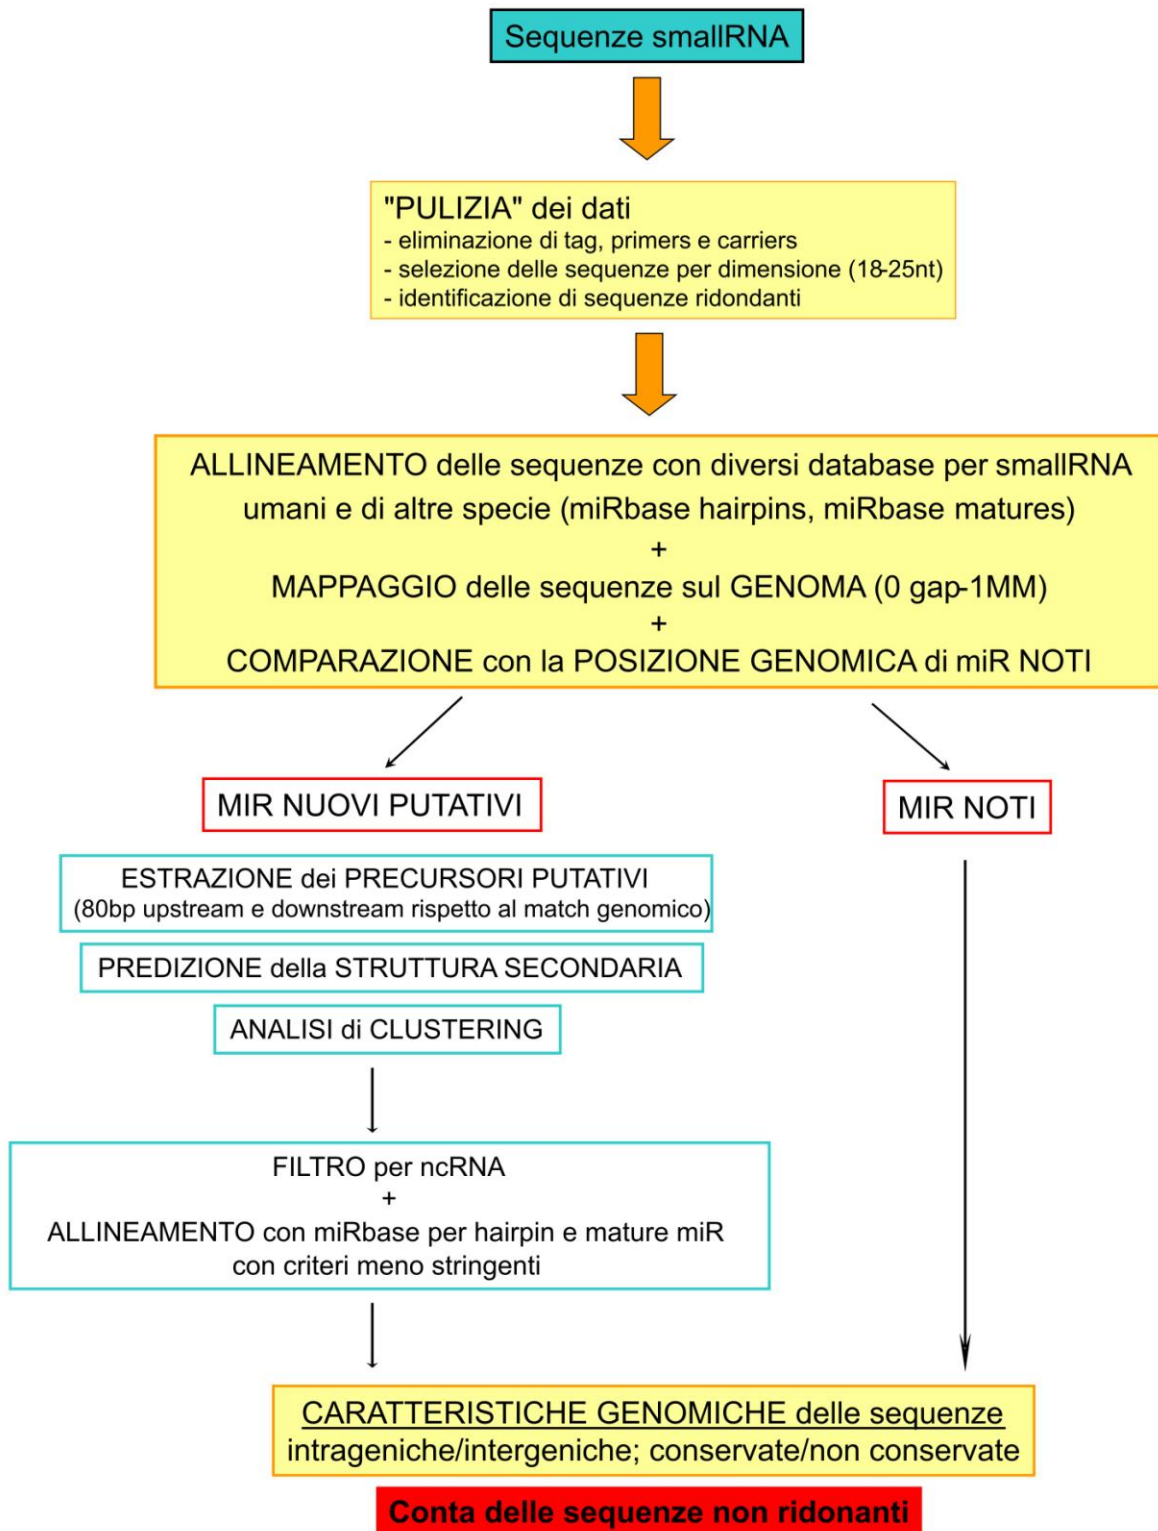 Sequenze smallRNA
"PULIZIA" dei dati
- eliminazione di tag, primers e carriers
- selezione delle sequenze per dimensione (18-25nt)
- identificazione di sequenze ridondanti
ALLINEAMENTO delle sequenze con diversi database per smallRNA
umani e di altre specie (miRbase hairpins, miRbase matures)
+
MAPPAGGIO delle sequenze sul GENOMA (0 gap-1MM)
+
COMPARAZIONE con la POSIZIONE GENOMICA di miR NOTI
MIR NUOVI PUTATIVI
MIR NOTI
ESTRAZIONE dei PRECURSORI PUTATIVI
(80bp upstream e downstream rispetto al match genomico)
PREDIZIONE della STRUTTURA SECONDARIA
ANALISI di CLUSTERING
FILTRO per ncRNA
+
ALLINEAMENTO con miRbase per hairpin e mature miR
con criteri meno stringenti
CARATTERISTICHE GENOMICHE delle sequenze
intrageniche/intergeniche; conservate/non conservate
Conta delle sequenze non ridonanti